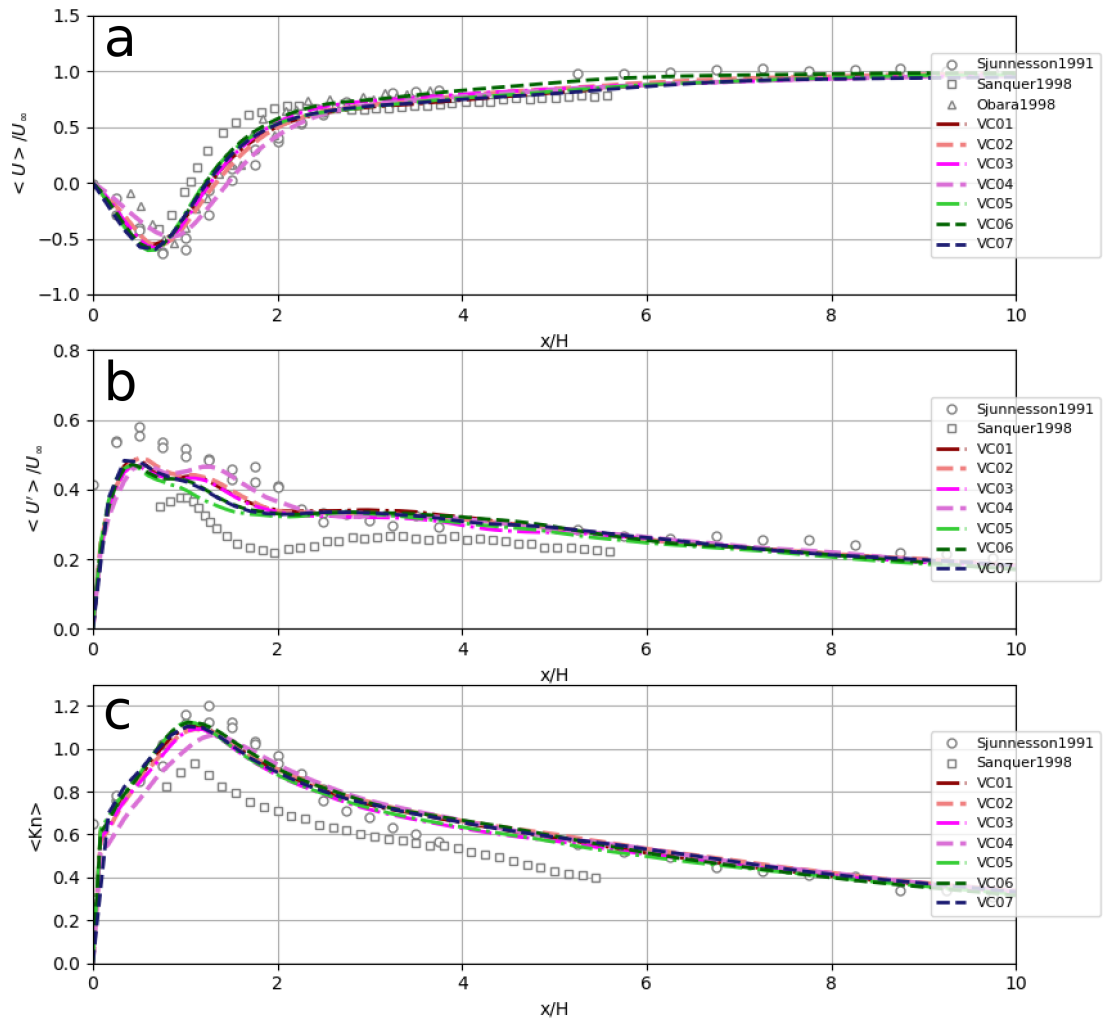 a
1.5
1.0
0.5
0.0
−0.5
−1.0
< U > /U∞
0 2 4 6 8 10
x/H
Sjunnesson1991
Sanquer1998
Obara1998
VC01
VC02
VC03
VC04
VC05
VC06
VC07
b
0.8
0.6
0.4
0.2
0.0
< U′ > /U∞
0 2 4 6 8 10
x/H
Sjunnesson1991
Sanquer1998
VC01
VC02
VC03
VC04
VC05
VC06
VC07
c
1.2
1.0
0.8
0.6
0.4
0.2
0.0
<Kn>
0 2 4 6 8 10
x/H
Sjunnesson1991
Sanquer1998
VC01
VC02
VC03
VC04
VC05
VC06
VC07